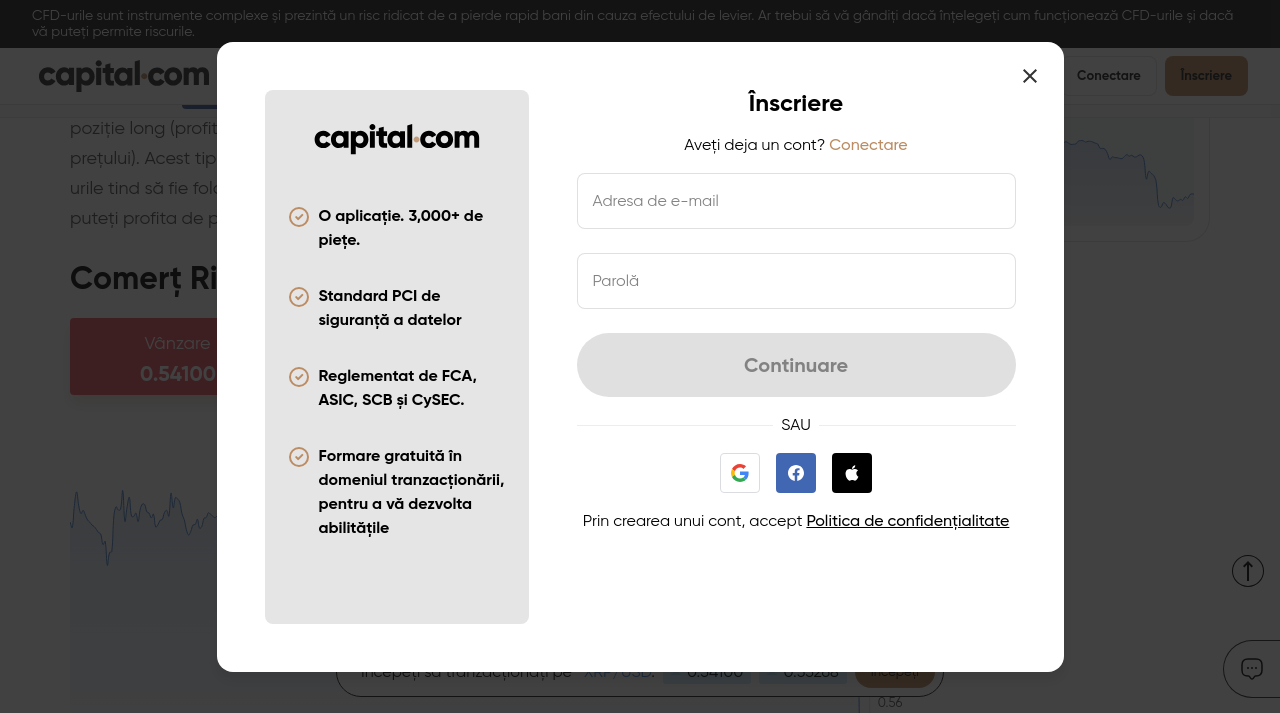 CFD-urile sunt instrumente complexe și prezintă un risc ridicat de a pierde rapid bani din cauza efectului de levier. Ar trebui să vă gândiți dacă înțelegeți cum funcționează CFD-urile și dacă
vă puteți permite riscurile.
capital.com
Conectare
Înscriere
poziție long (profit
prețului). Acest tip
urile tind să fie folo
puteți profita de p
Comerț Ri
Vânzare
0.54100
capital.com
O aplicație. 3,000+ de
piețe.
Standard PCI de
siguranță a datelor
Reglementat de FCA,
ASIC, SCB și CySEC.
Formare gratuită în
domeniul tranzacționării,
pentru a vă dezvolta
abilitățile
Înscriere
Aveți deja un cont? Conectare
Adresa de e-mail
Parolă
Continuare
SAU
Prin crearea unui cont, accept Politica de confidențialitate
Începeți să tranzacționați pe XRP/USD: 0.54100 0.55268 Începeți
0.56